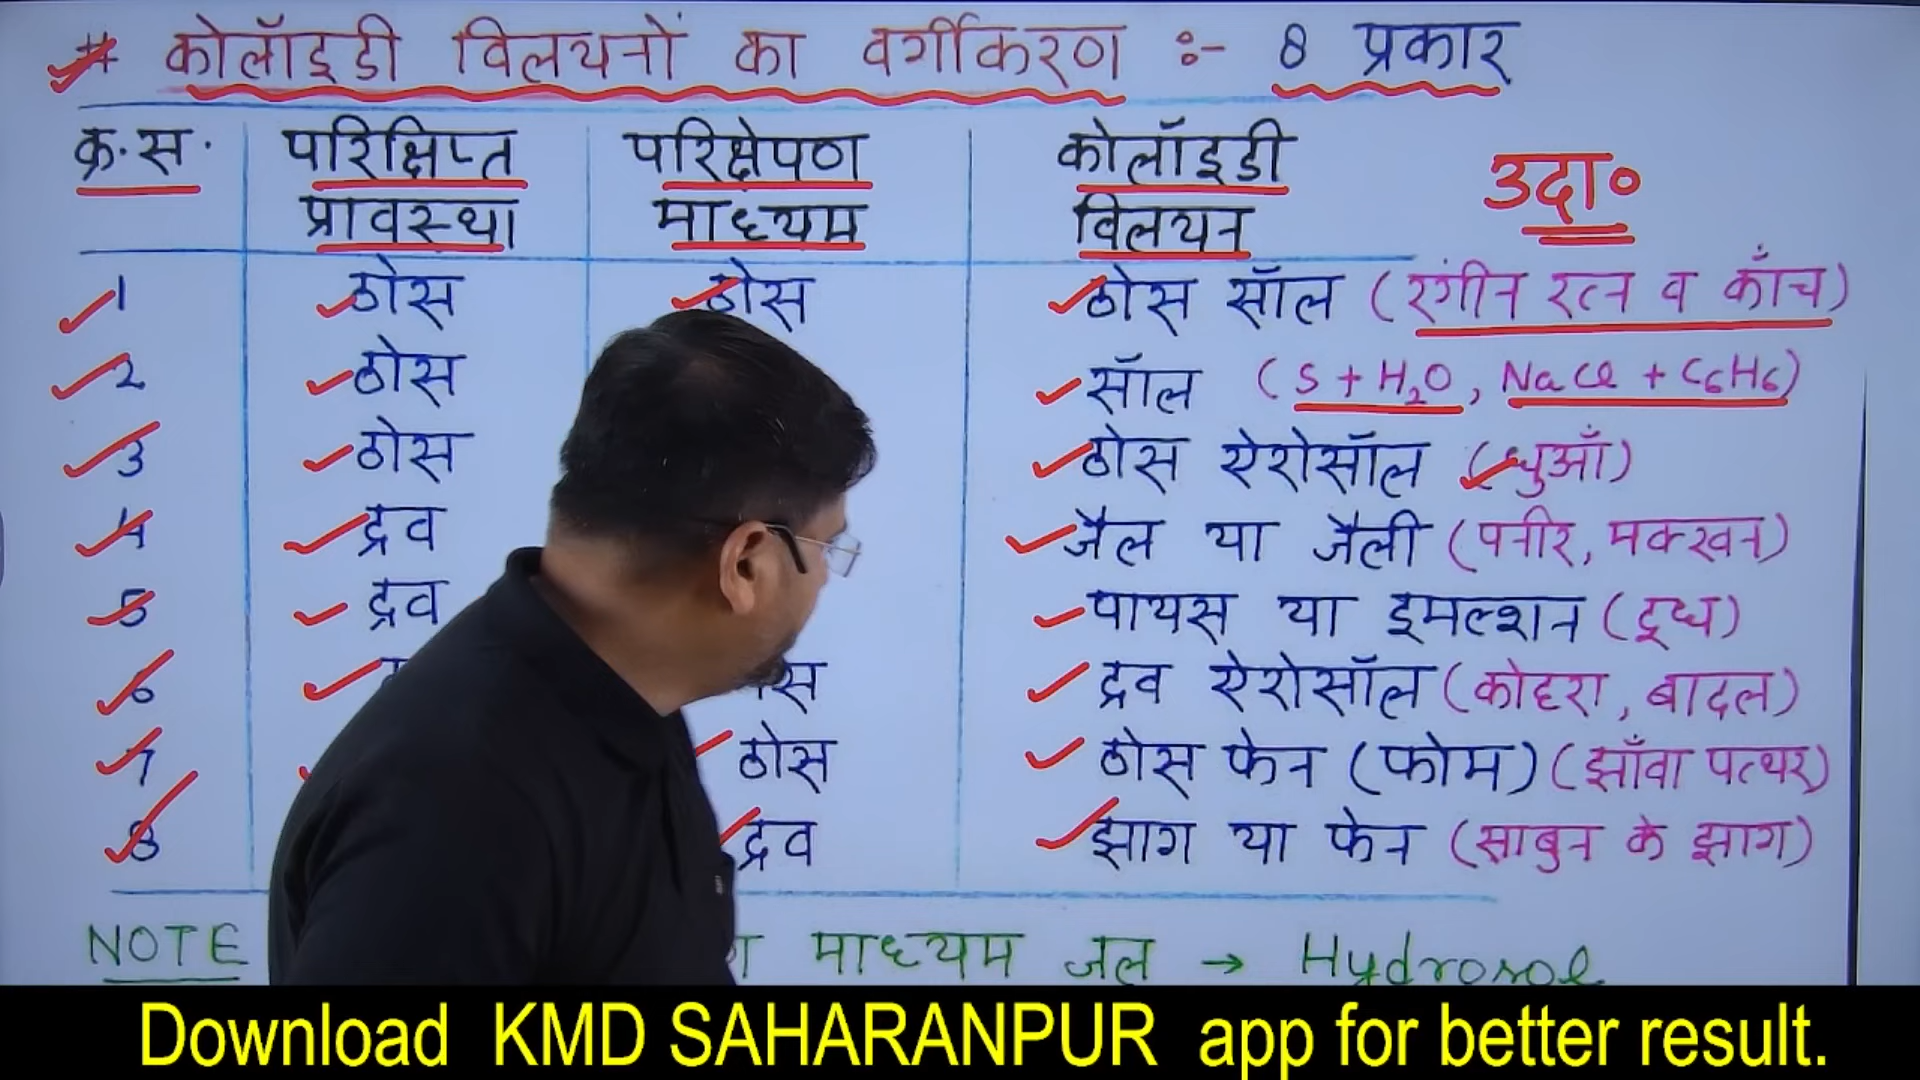 # कोलॉइडी विलयनों का वर्गीकरण :- 8 प्रकार
क्र.स. परिक्षिप्त प्रावस्था परिक्षेपण माध्यम कोलॉइडी विलयन उदा०
1 ठोस ठोस ठोस सॉल (रंगीन रत्न व काँच)
2 ठोस सॉल (S + H₂O, NaCl + C₆H₆)
3 ठोस ठोस ऐरोसॉल (धुआँ)
4 द्रव जैल या जैली (पनीर, मक्खन)
5 द्रव पायस या इमल्शन (दूध)
6 द्रव ऐरोसॉल (कोहरा, बादल)
7 ठोस ठोस फेन (फोम) (झाँवा पत्थर)
8 द्रव झाग या फेन (साबुन के झाग)
NOTE माध्यम जल → Hydrosol
Download KMD SAHARANPUR app for better result.